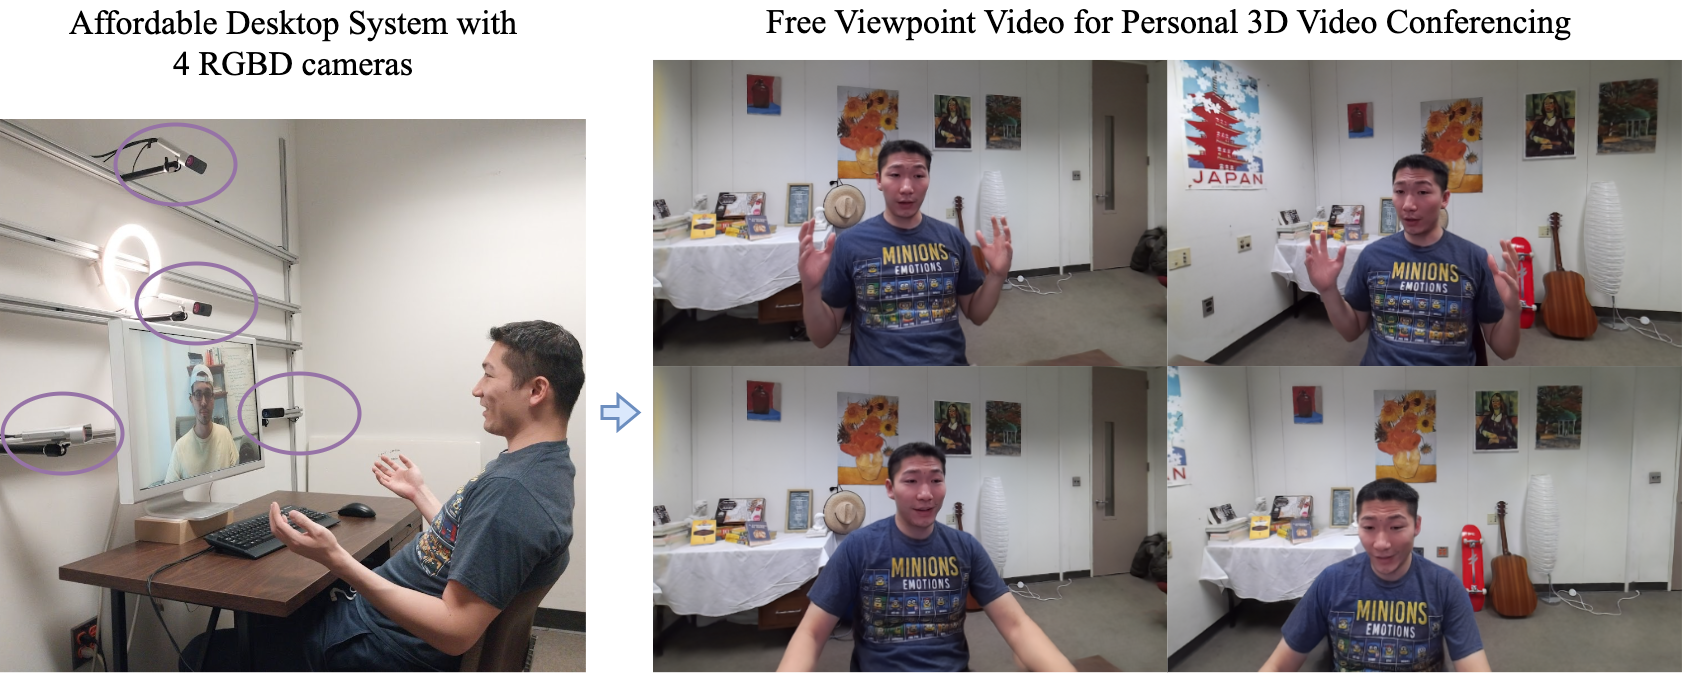 Affordable Desktop System with
4 RGBD cameras
Free Viewpoint Video for Personal 3D Video Conferencing
JAPAN
MINIONS
EMOTIONS
MINIONS
EMOTIONS
N
MINIONS
EMOTIONS
MINIONS
EMOTIONS